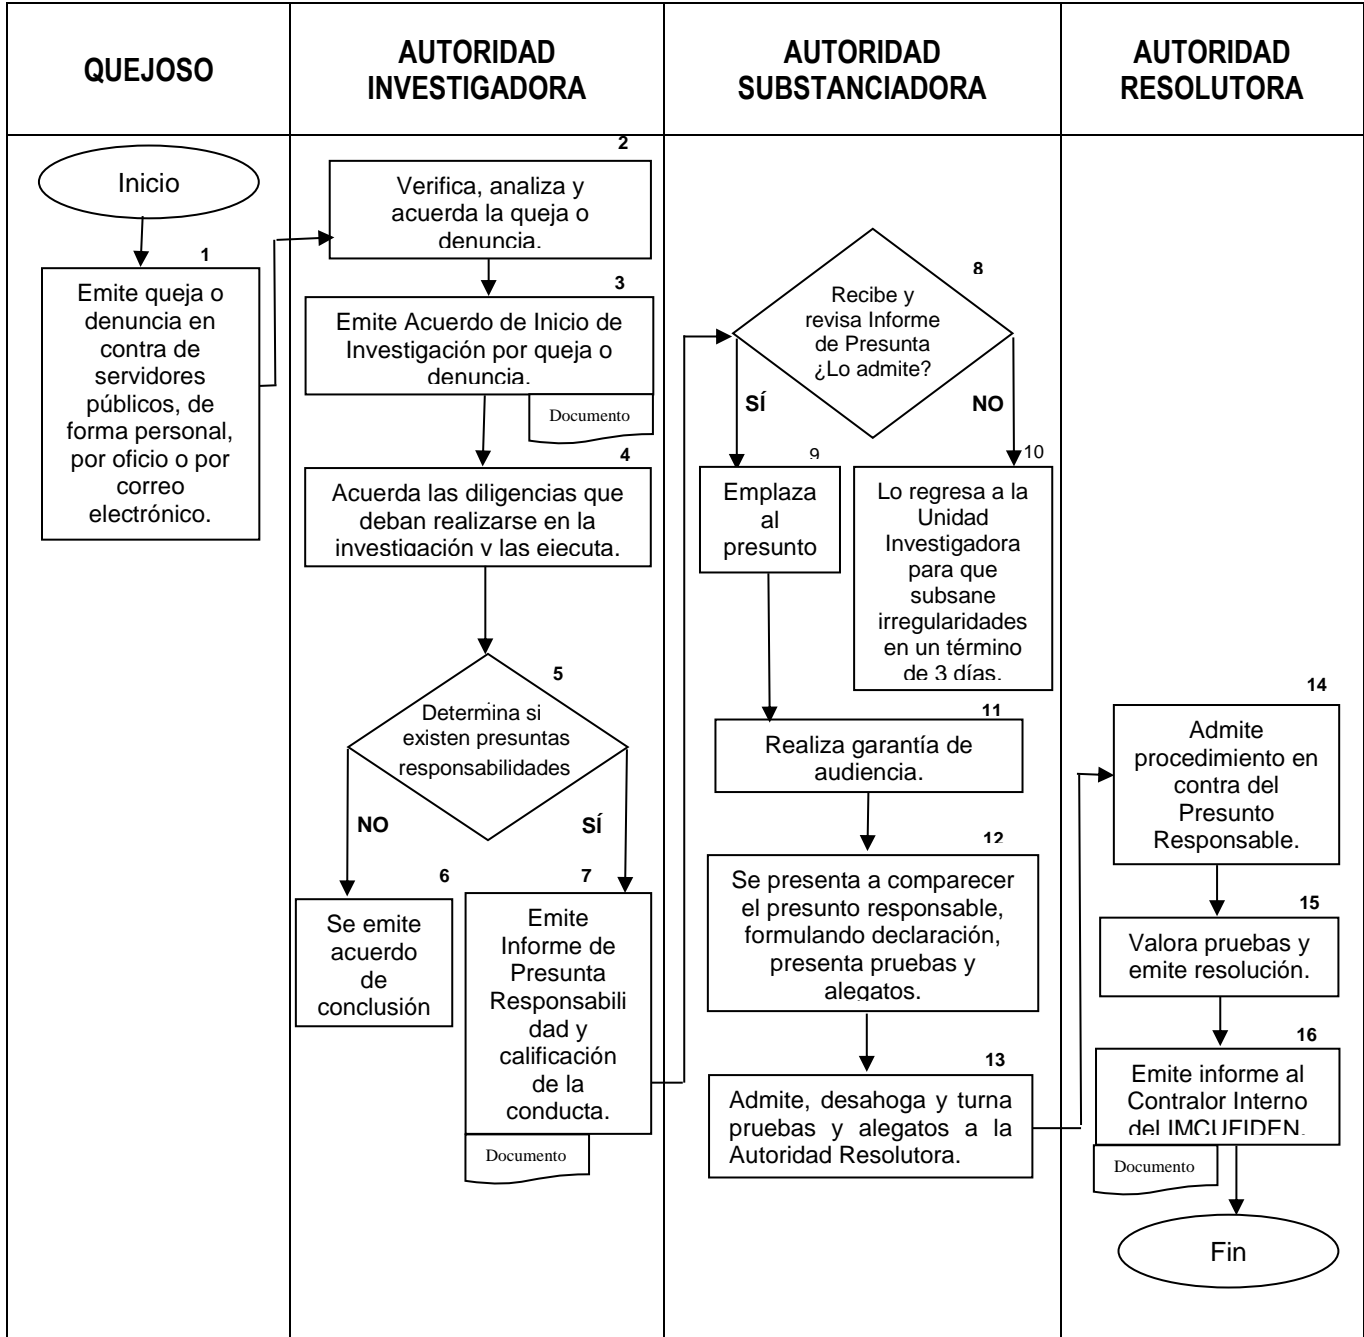 QUEJOSO
AUTORIDAD
INVESTIGADORA
AUTORIDAD
SUBSTANCIADORA
AUTORIDAD
RESOLUTORA
Inicio
1
Emite queja o
denuncia en
contra de
servidores
públicos, de
forma personal,
por oficio o por
correo
electrónico.
2
Verifica, analiza y
acuerda la queja o
denuncia.
3
Emite Acuerdo de Inicio de
Investigación por queja o
denuncia.
Documento
4
Acuerda las diligencias que
deban realizarse en la
investigación y las ejecuta.
5
Determina si
existen presuntas
responsabilidades
NO
SÍ
6
Se emite
acuerdo
de
conclusión
7
Emite
Informe de
Presunta
Responsabili
dad y
calificación
de la
conducta.
Documento
8
Recibe y
revisa Informe
de Presunta
¿Lo admite?
SÍ
NO
9
Emplaza
al
presunto
10
Lo regresa a la
Unidad
Investigadora
para que
subsane
irregularidades
en un término
de 3 días.
11
Realiza garantía de
audiencia.
12
Se presenta a comparecer
el presunto responsable,
formulando declaración,
presenta pruebas y
alegatos.
13
Admite, desahoga y turna
pruebas y alegatos a la
Autoridad Resolutora.
14
Admite
procedimiento en
contra del
Presunto
Responsable.
15
Valora pruebas y
emite resolución.
16
Emite informe al
Contralor Interno
del IMCUFIDEN.
Documento
Fin